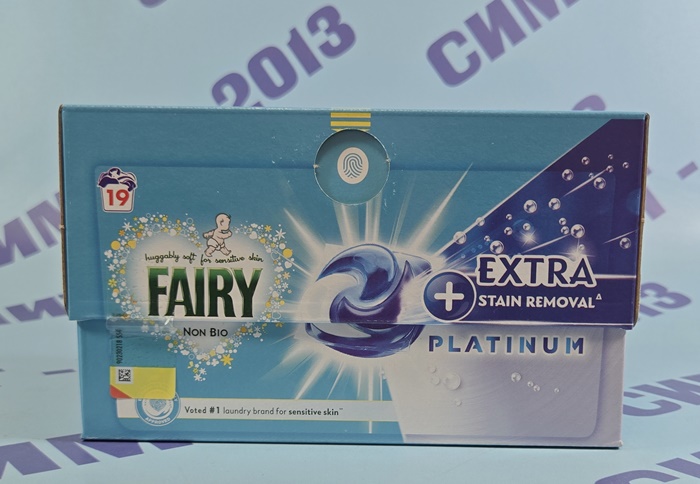 2013
СИМ
19
huggably soft for sensitive skin
FAIRY
NON BIO
+ EXTRA
STAIN REMOVALΔ
PLATINUM
Voted #1 laundry brand for sensitive skin